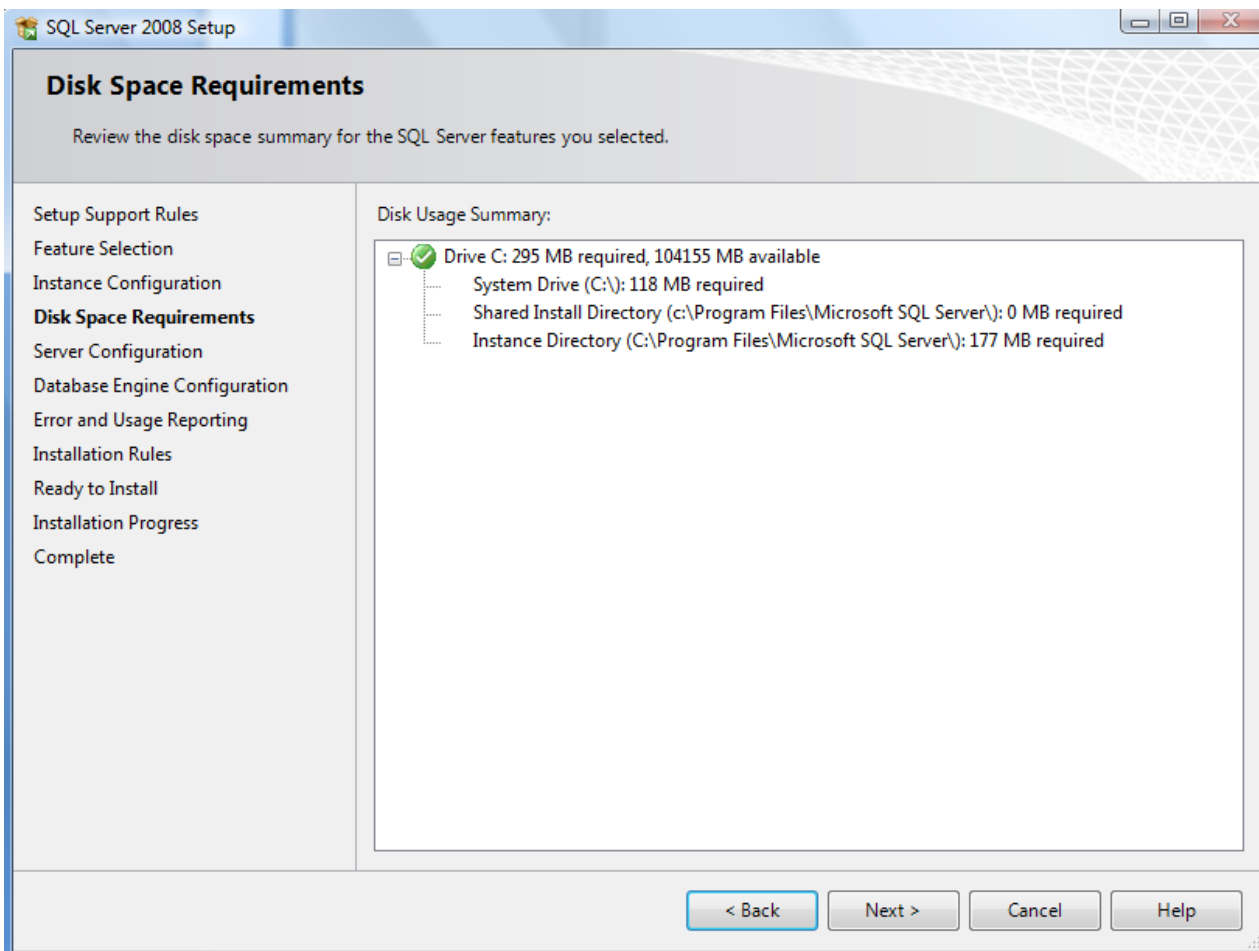 SQL Server 2008 Setup
Disk Space Requirements
Review the disk space summary for the SQL Server features you selected.
Setup Support Rules
Feature Selection
Instance Configuration
Disk Space Requirements
Server Configuration
Database Engine Configuration
Error and Usage Reporting
Installation Rules
Ready to Install
Installation Progress
Complete
Disk Usage Summary:
Drive C: 295 MB required, 104155 MB available
System Drive (C:\): 118 MB required
Shared Install Directory (c:\Program Files\Microsoft SQL Server\): 0 MB required
Instance Directory (C:\Program Files\Microsoft SQL Server\): 177 MB required
< Back
Next >
Cancel
Help